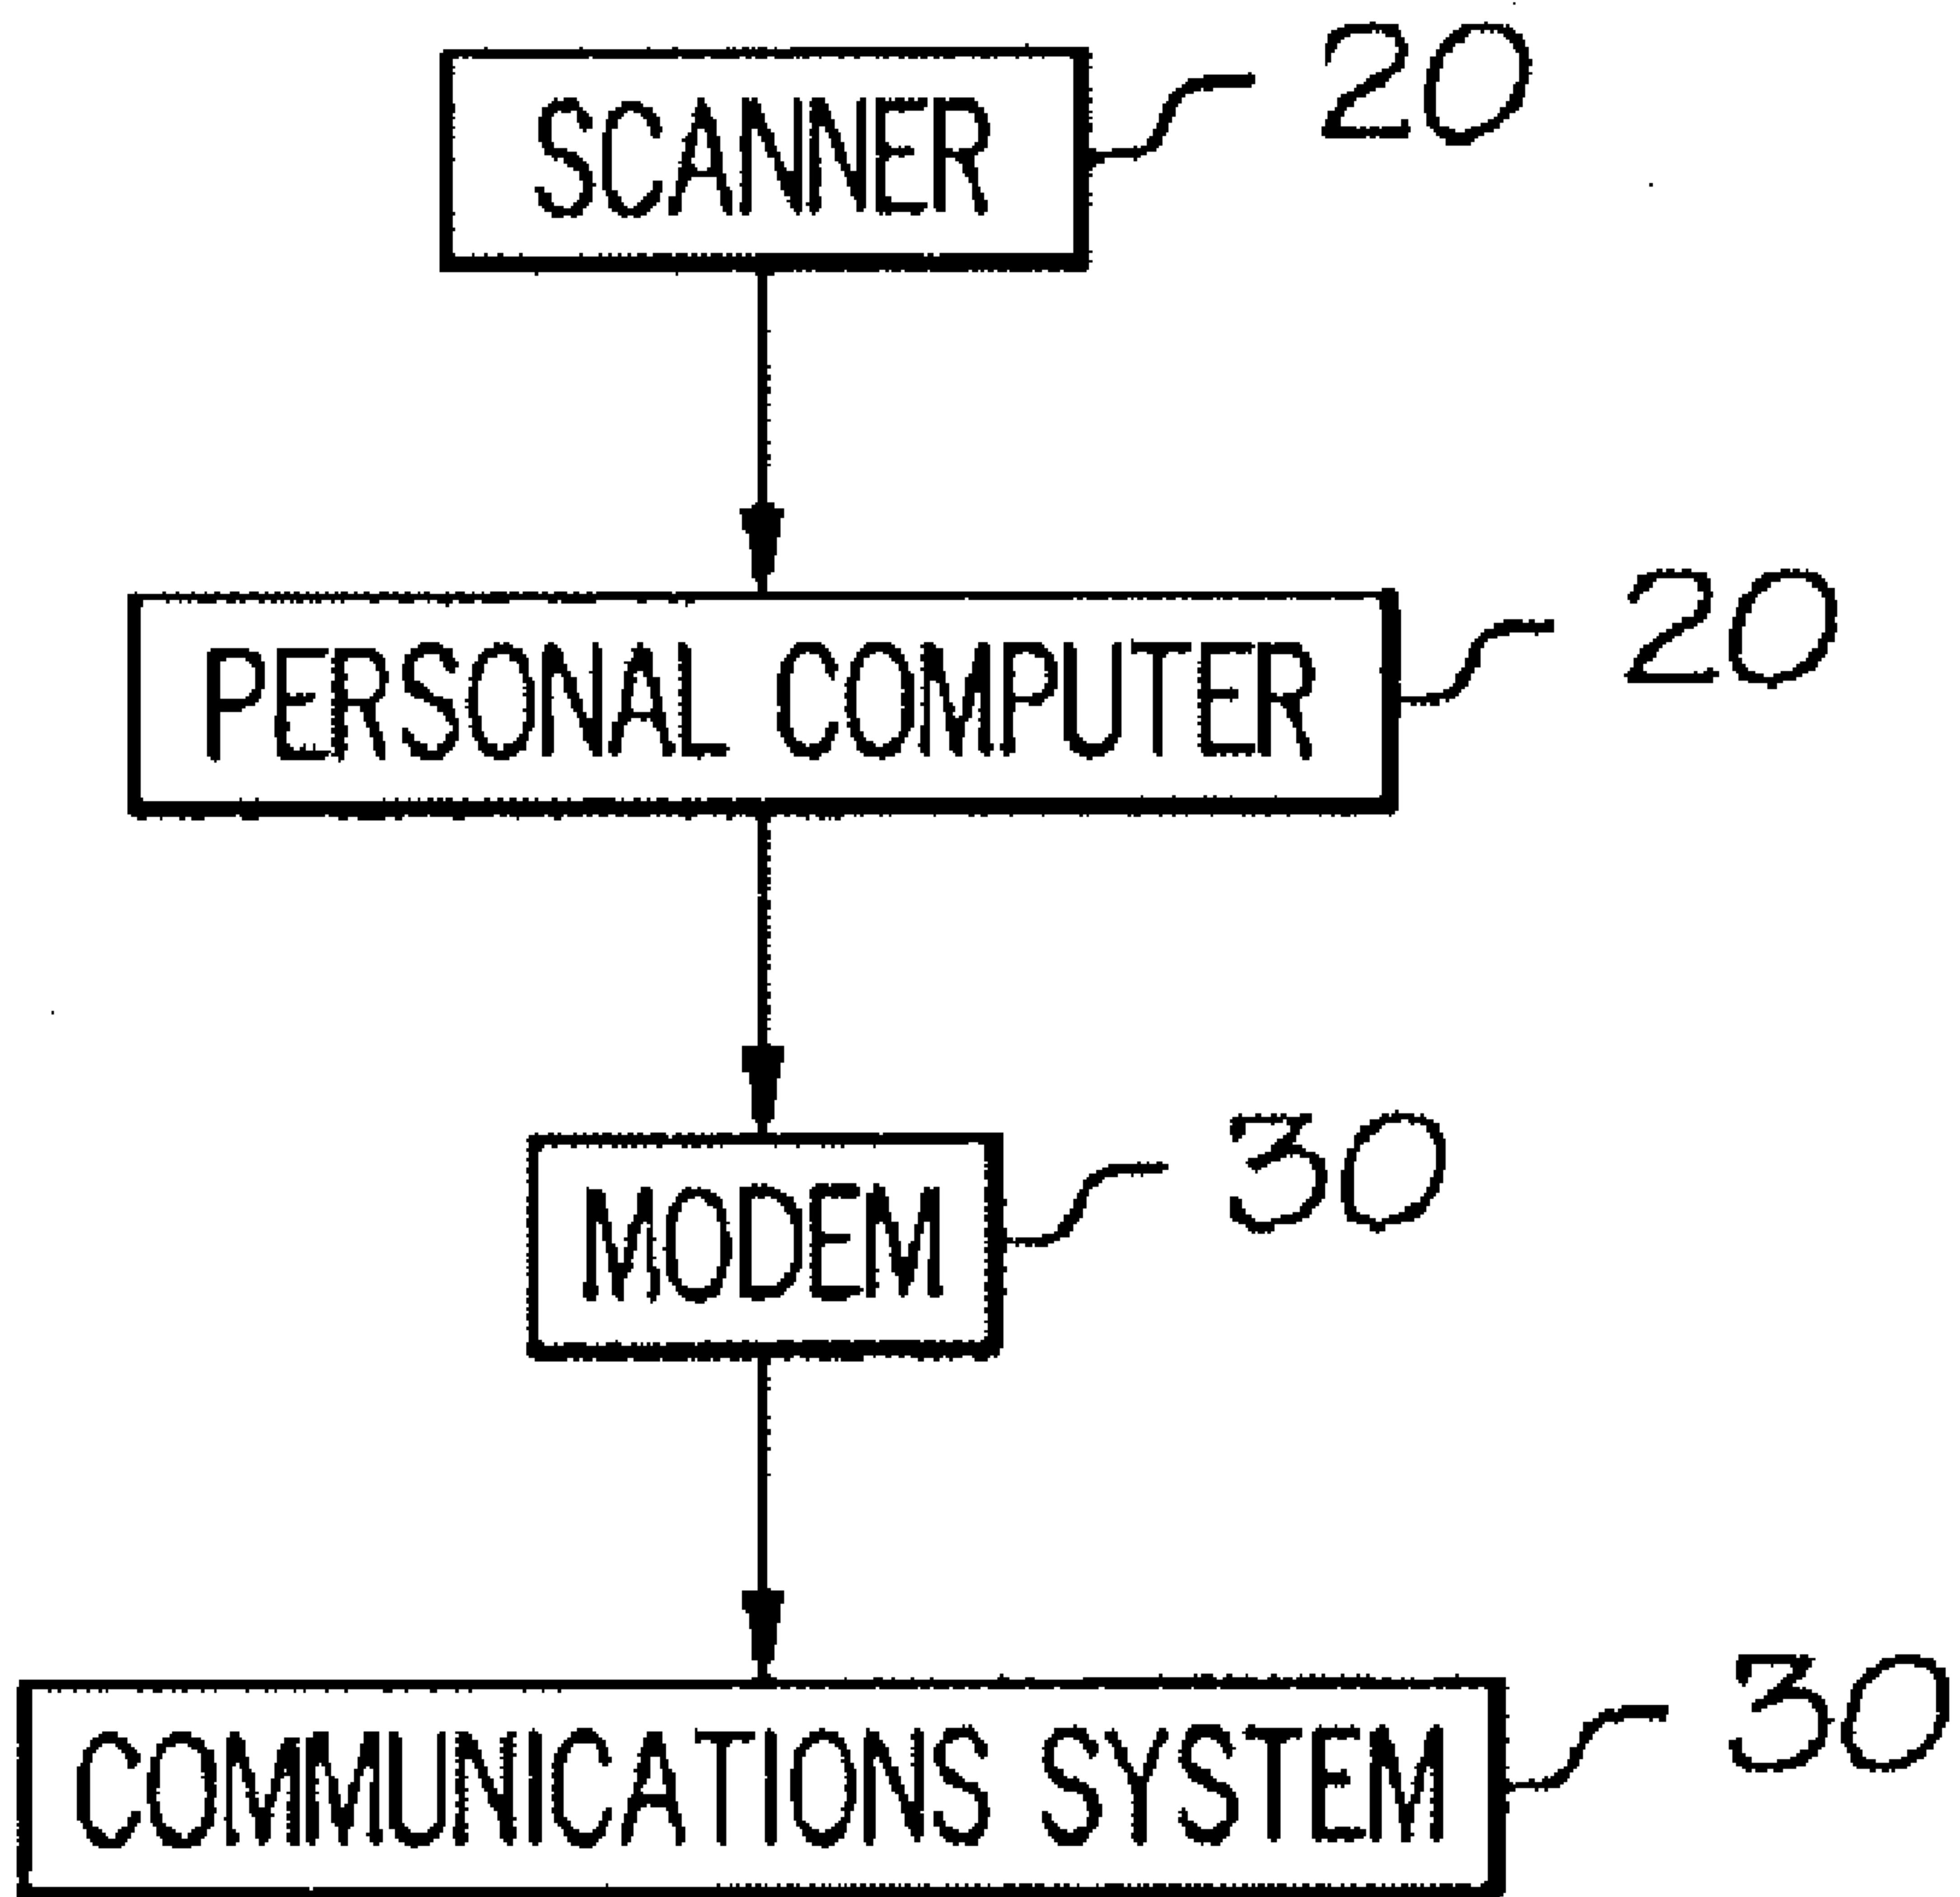 SCANNER 20
PERSONAL COMPUTER 20
MODEM 30
COMMUNICATIONS SYSTEM 30